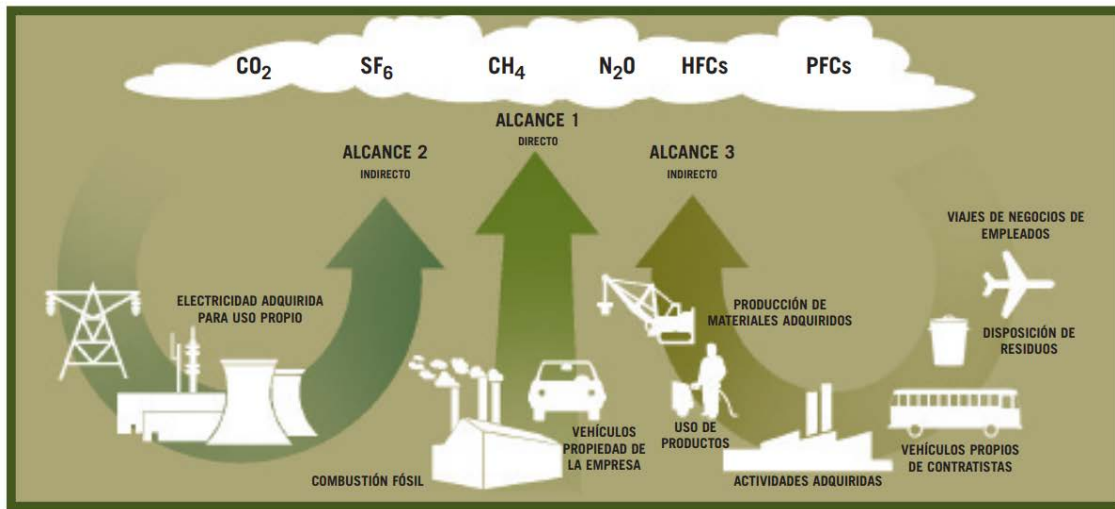 CO₂ SF₆ CH₄ N₂O HFCs PFCs
ALCANCE 1
DIRECTO
ALCANCE 2
INDIRECTO
ALCANCE 3
INDIRECTO
VIAJES DE NEGOCIOS DE
EMPLEADOS
ELECTRICIDAD ADQUIRIDA
PARA USO PROPIO
PRODUCCIÓN DE
MATERIALES ADQUIRIDOS
DISPOSICIÓN DE
RESIDUOS
COMBUSTIÓN FÓSIL
VEHÍCULOS
PROPIEDAD DE
LA EMPRESA
USO DE
PRODUCTOS
ACTIVIDADES ADQUIRIDAS
VEHÍCULOS PROPIOS
DE CONTRATISTAS